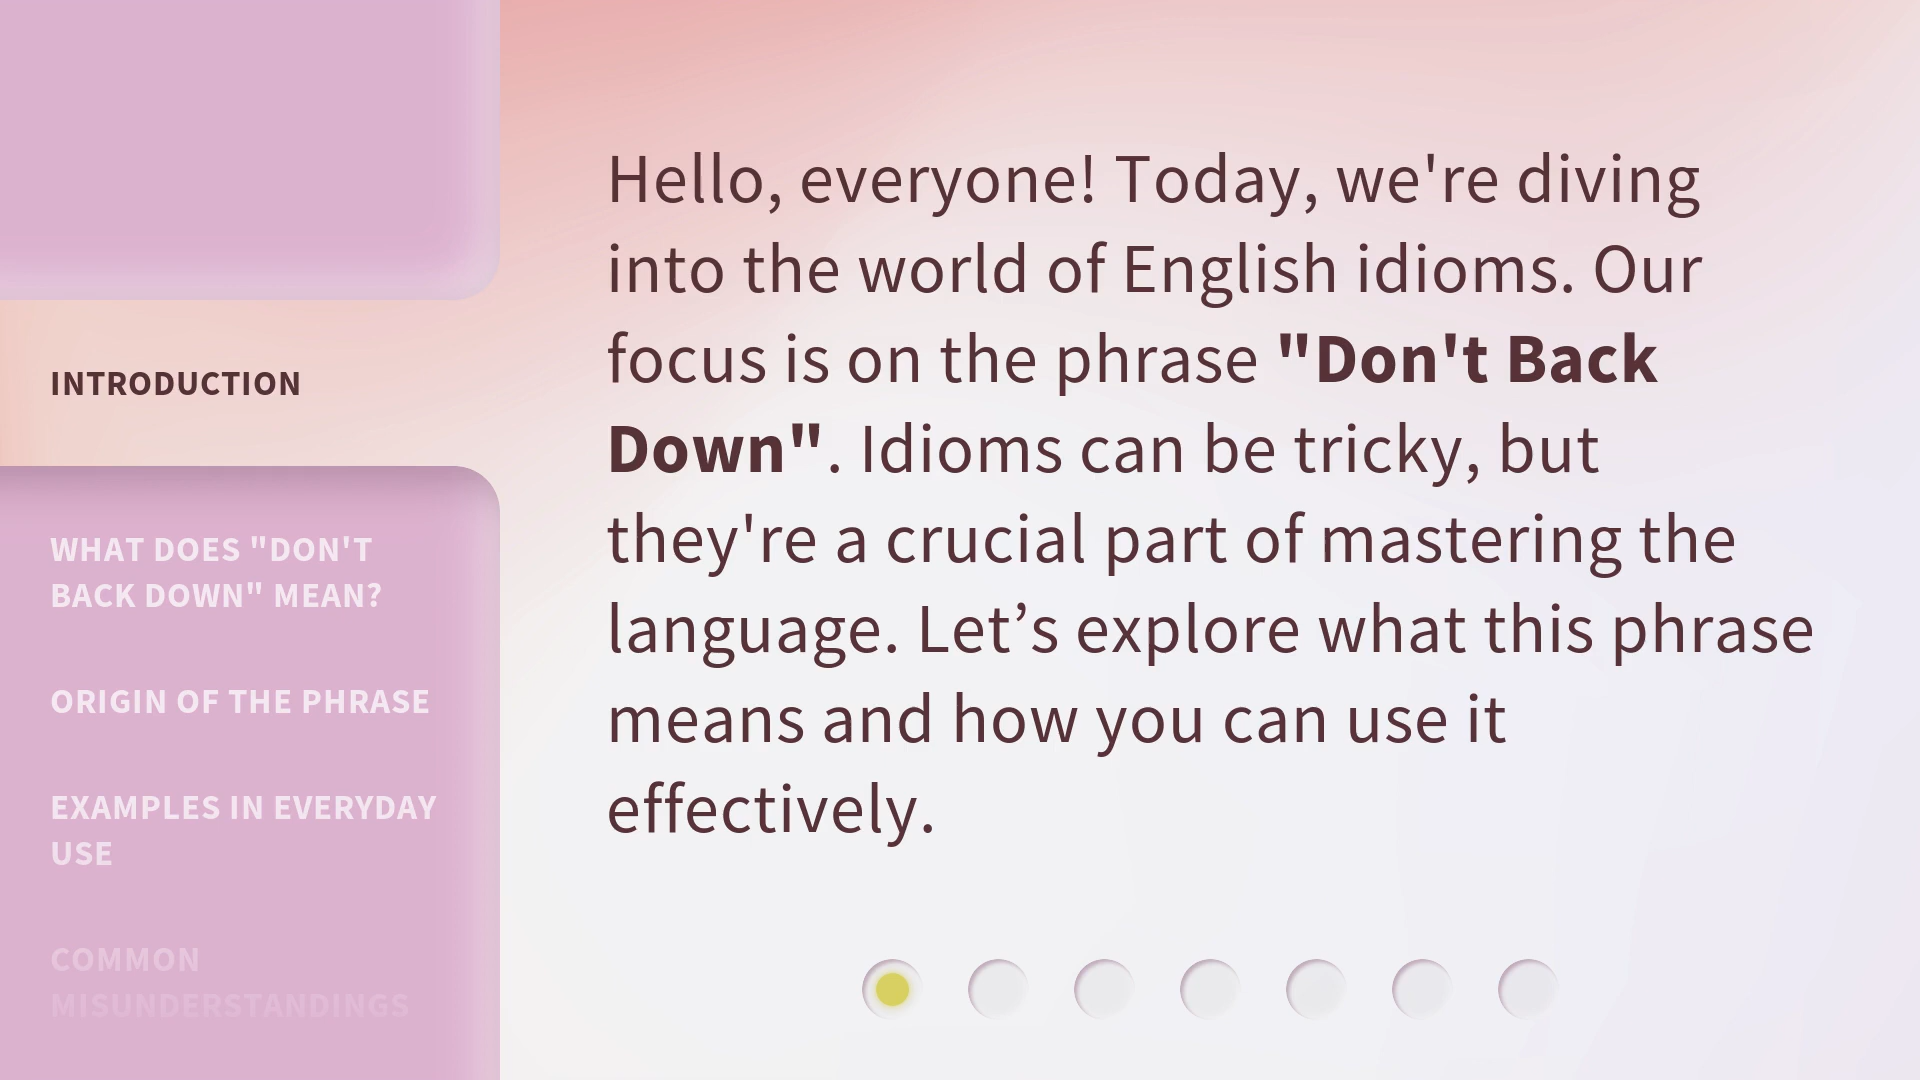 INTRODUCTION
WHAT DOES "DON'T
BACK DOWN" MEAN?
ORIGIN OF THE PHRASE
EXAMPLES IN EVERYDAY
USE
COMMON
MISUNDERSTANDINGS
Hello, everyone! Today, we're diving
into the world of English idioms. Our
focus is on the phrase "Don't Back
Down". Idioms can be tricky, but
they're a crucial part of mastering the
language. Let’s explore what this phrase
means and how you can use it
effectively.